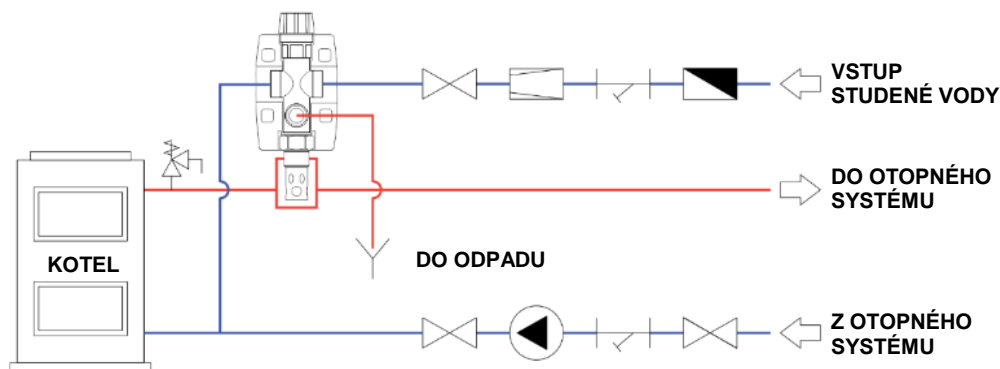 VSTUP
STUDENÉ VODY
DO OTOPNÉHO
SYSTÉMU
KOTEL
DO ODPADU
Z OTOPNÉHO
SYSTÉMU